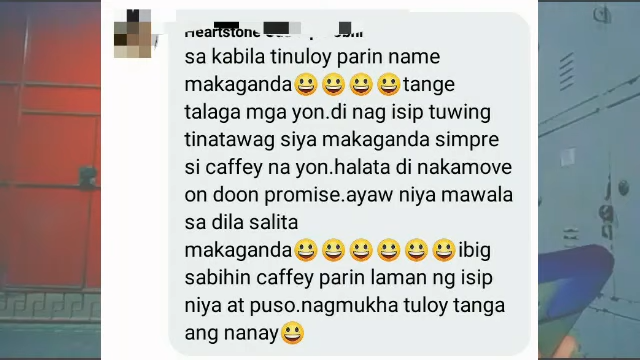 Heartstone
sa kabila tinuloy parin name
makaganda😀😀😀😀tange
talaga mga yon.di nag isip tuwing
tinatawag siya makaganda simpre
si caffey na yon.halata di nakamove
on doon promise.ayaw niya mawala
sa dila salita
makaganda😀😀😀😀😀😀ibig
sabihin caffey parin laman ng isip
niya at puso.nagmukha tuloy tanga
ang nanay😀